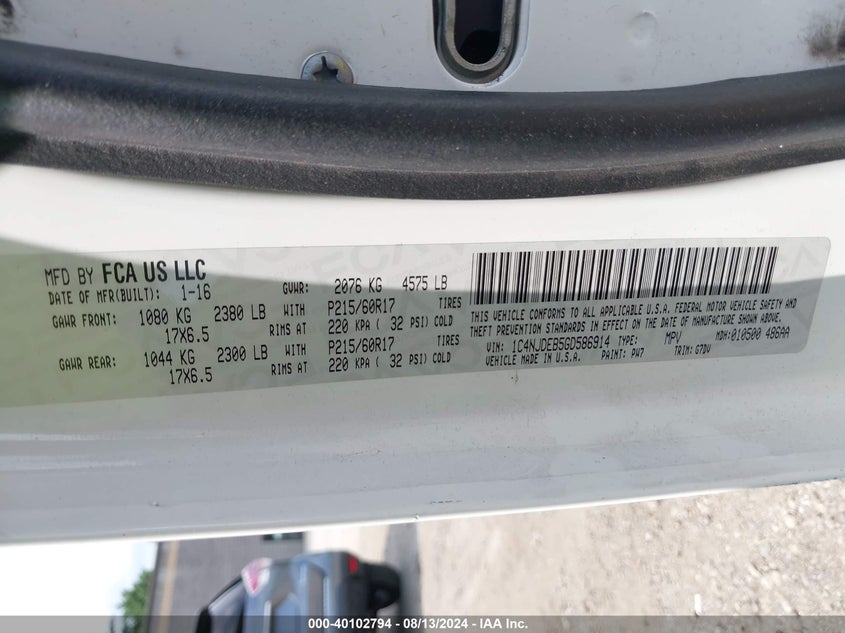 MFD BY FCA US LLC
DATE OF MFR(BUILT): 1-16 GVWR: 2076 KG 4575 LB
GAWR FRONT: 1080 KG 2380 LB WITH P215/60R17 TIRES
17X6.5 RIMS AT 220 KPA ( 32 PSI) COLD
GAWR REAR: 1044 KG 2300 LB WITH P215/60R17 TIRES
17X6.5 RIMS AT 220 KPA ( 32 PSI) COLD
THIS VEHICLE CONFORMS TO ALL APPLICABLE U.S.A. FEDERAL MOTOR VEHICLE SAFETY AND
THEFT PREVENTION STANDARDS IN EFFECT ON THE DATE OF MANUFACTURE SHOWN ABOVE.
VIN: 1C4NJDEB5GD586914 TYPE: MPV MDH:010500 486AA
VEHICLE MADE IN U.S.A. PAINT: PW7 TRIM: G7DV
000-40102794 - 08/13/2024 - IAA Inc.